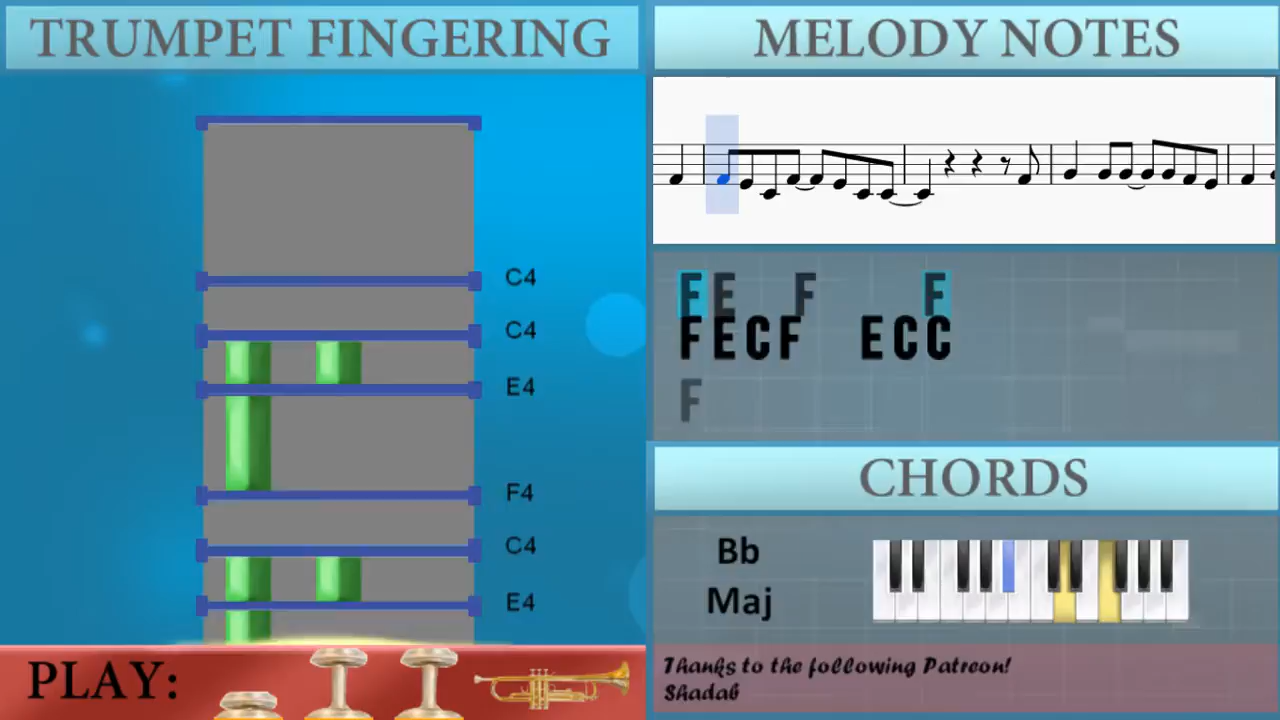 TRUMPET FINGERING
C4
C4
E4
F4
C4
E4
PLAY:
MELODY NOTES
F E F F
F E C F E C C
F
CHORDS
Bb
Maj
Thanks to the following Patreon!
Shadab